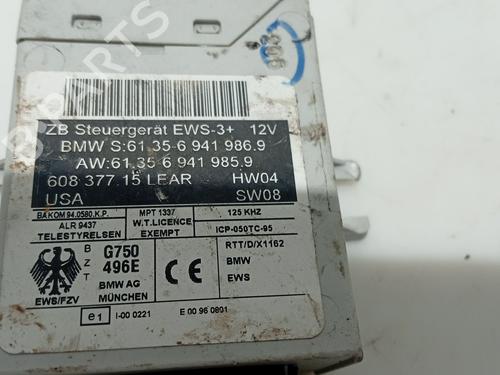 ZB Steuergerät EWS-3+ 12V
BMW S:61.35-6 941 986.9
AW:61.35 6 941 985.9
608 377.15 LEAR HW04
USA SW08
BAKOM 94.0580.K.P.
ALR 9437
TELESTYRELSEN
MPT 1337
W.T.LICENCE
EXEMPT
125 KHZ
ICP-050TC-95
B
Z
T
G750
496E
BMW AG
MÜNCHEN
EWS/FZV
CE
RTT/D/X1162
BMW
EWS
e1 I-00 0221 E 00 96 0801
B-PARTS